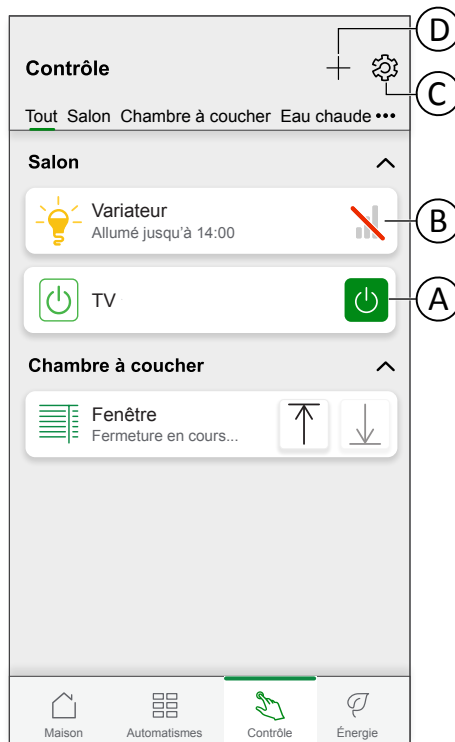 D
Contrôle
C
Tout Salon Chambre à coucher Eau chaude •••
Salon
Variateur
B
Allumé jusqu'à 14:00
TV
A
Chambre à coucher
Fenêtre
Fermeture en cours...
Maison Automatismes Contrôle Énergie